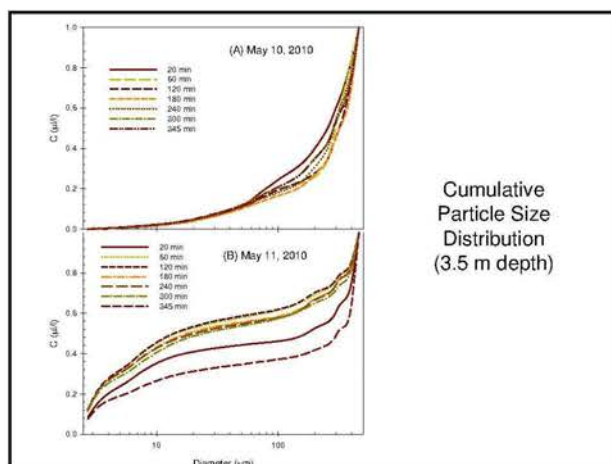 1.0
(A) May 10, 2010
20 min
60 min
120 min
180 min
240 min
300 min
345 min
0.8
0.6
0.4
0.2
0.0
C (µl/l)
(B) May 11, 2010
20 min
60 min
120 min
180 min
240 min
300 min
345 min
0.8
0.6
0.4
0.2
0.0
C (µl/l)
10
100
Diameter
Cumulative
Particle Size
Distribution
(3.5 m depth)